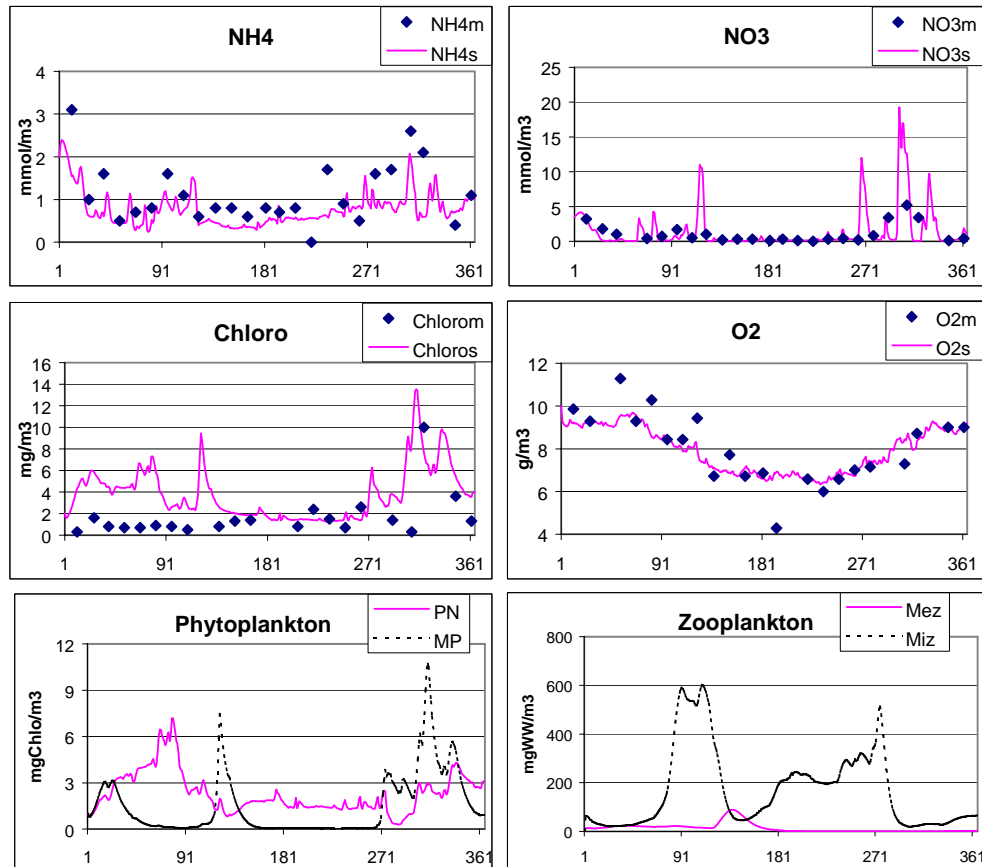 NH4
NH4m
NH4s
mmol/m3
4
3
2
1
0
1 91 181 271 361
NO3
NO3m
NO3s
mmol/m3
25
20
15
10
5
0
1 91 181 271 361
Chloro
Chlorom
Chloros
mg/m3
16
14
12
10
8
6
4
2
0
1 91 181 271 361
O2
O2m
O2s
g/m3
12
10
8
6
4
1 91 181 271 361
Phytoplankton
PN
MP
mgChlo/m3
12
9
6
3
0
1 91 181 271 361
Zooplankton
Mez
Miz
mgWW/m3
800
600
400
200
0
1 91 181 271 361